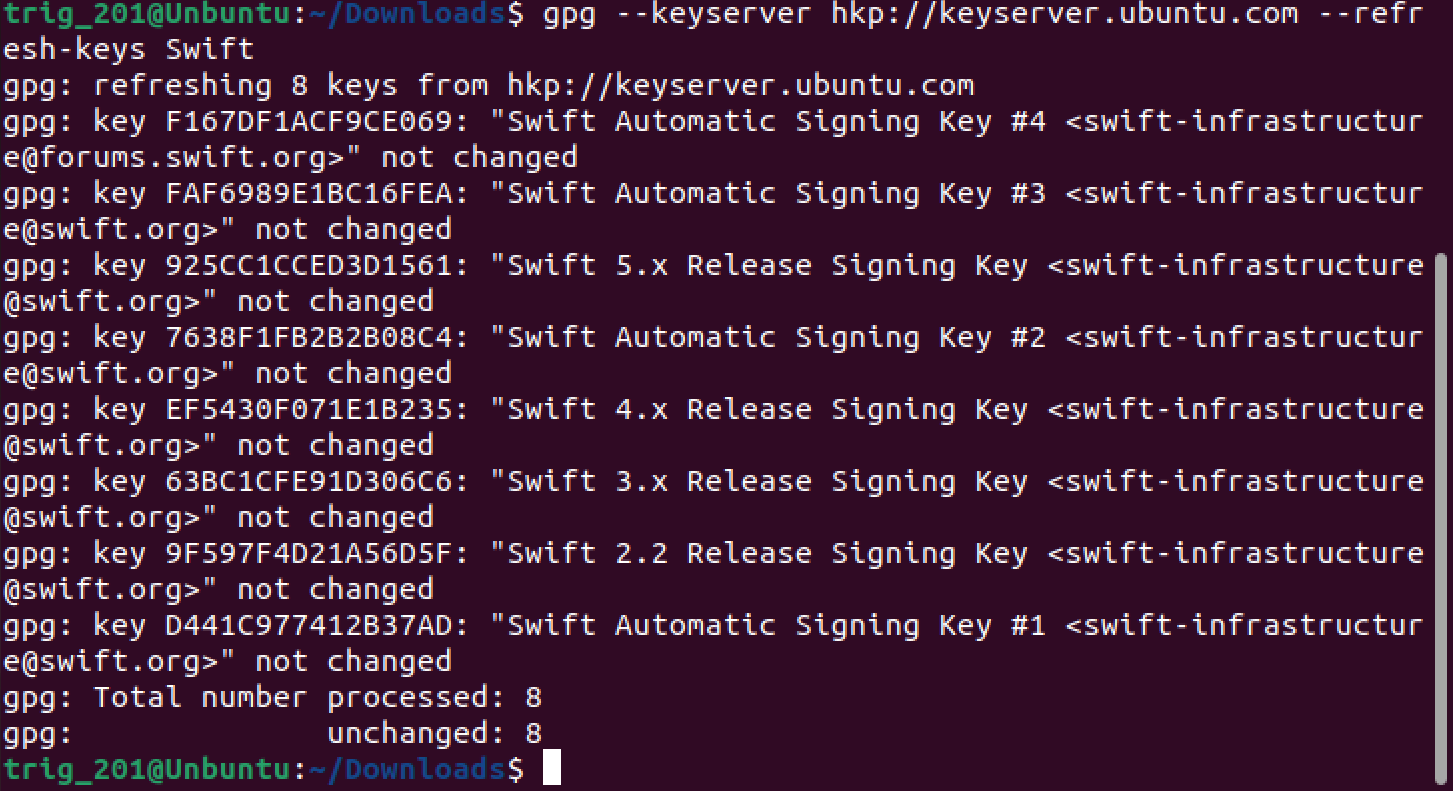 trig_201@Unbuntu:~/Downloads$ gpg --keyserver hkp://keyserver.ubuntu.com --refr
esh-keys Swift
gpg: refreshing 8 keys from hkp://keyserver.ubuntu.com
gpg: key F167DF1ACF9CE069: "Swift Automatic Signing Key #4 <swift-infrastructur
e@forums.swift.org>" not changed
gpg: key FAF6989E1BC16FEA: "Swift Automatic Signing Key #3 <swift-infrastructur
e@swift.org>" not changed
gpg: key 925CC1CCED3D1561: "Swift 5.x Release Signing Key <swift-infrastructure
@swift.org>" not changed
gpg: key 7638F1FB2B2B08C4: "Swift Automatic Signing Key #2 <swift-infrastructur
e@swift.org>" not changed
gpg: key EF5430F071E1B235: "Swift 4.x Release Signing Key <swift-infrastructure
@swift.org>" not changed
gpg: key 63BC1CFE91D306C6: "Swift 3.x Release Signing Key <swift-infrastructure
@swift.org>" not changed
gpg: key 9F597F4D21A56D5F: "Swift 2.2 Release Signing Key <swift-infrastructure
@swift.org>" not changed
gpg: key D441C977412B37AD: "Swift Automatic Signing Key #1 <swift-infrastructur
e@swift.org>" not changed
gpg: Total number processed: 8
gpg:              unchanged: 8
trig_201@Unbuntu:~/Downloads$